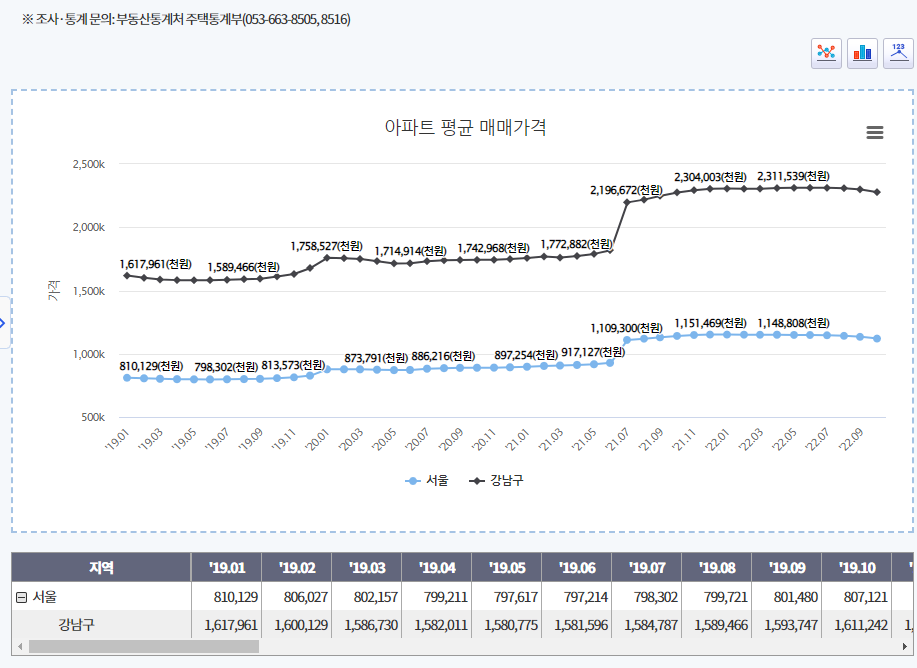 ※ 조사·통계 문의: 부동산통계처 주택통계부(053-663-8505, 8516)
123
아파트 평균 매매가격
가격
2,500k
2,000k
1,500k
1,000k
500k
1,617,961(천원) 1,589,466(천원) 1,758,527(천원) 1,714,914(천원) 1,742,968(천원) 1,772,882(천원) 2,196,672(천원) 2,304,003(천원) 2,311,539(천원)
810,129(천원) 798,302(천원) 813,573(천원) 873,791(천원) 886,216(천원) 897,254(천원) 917,127(천원) 1,109,300(천원) 1,151,469(천원) 1,148,808(천원)
'19.01 '19.03 '19.05 '19.07 '19.09 '19.11 '20.01 '20.03 '20.05 '20.07 '20.09 '20.11 '21.01 '21.03 '21.05 '21.07 '21.09 '21.11 '22.01 '22.03 '22.05 '22.07 '22.09
서울 강남구
지역 '19.01 '19.02 '19.03 '19.04 '19.05 '19.06 '19.07 '19.08 '19.09 '19.10
서울 810,129 806,027 802,157 799,211 797,617 797,214 798,302 799,721 801,480 807,121
강남구 1,617,961 1,600,129 1,586,730 1,582,011 1,580,775 1,581,596 1,584,787 1,589,466 1,593,747 1,611,242